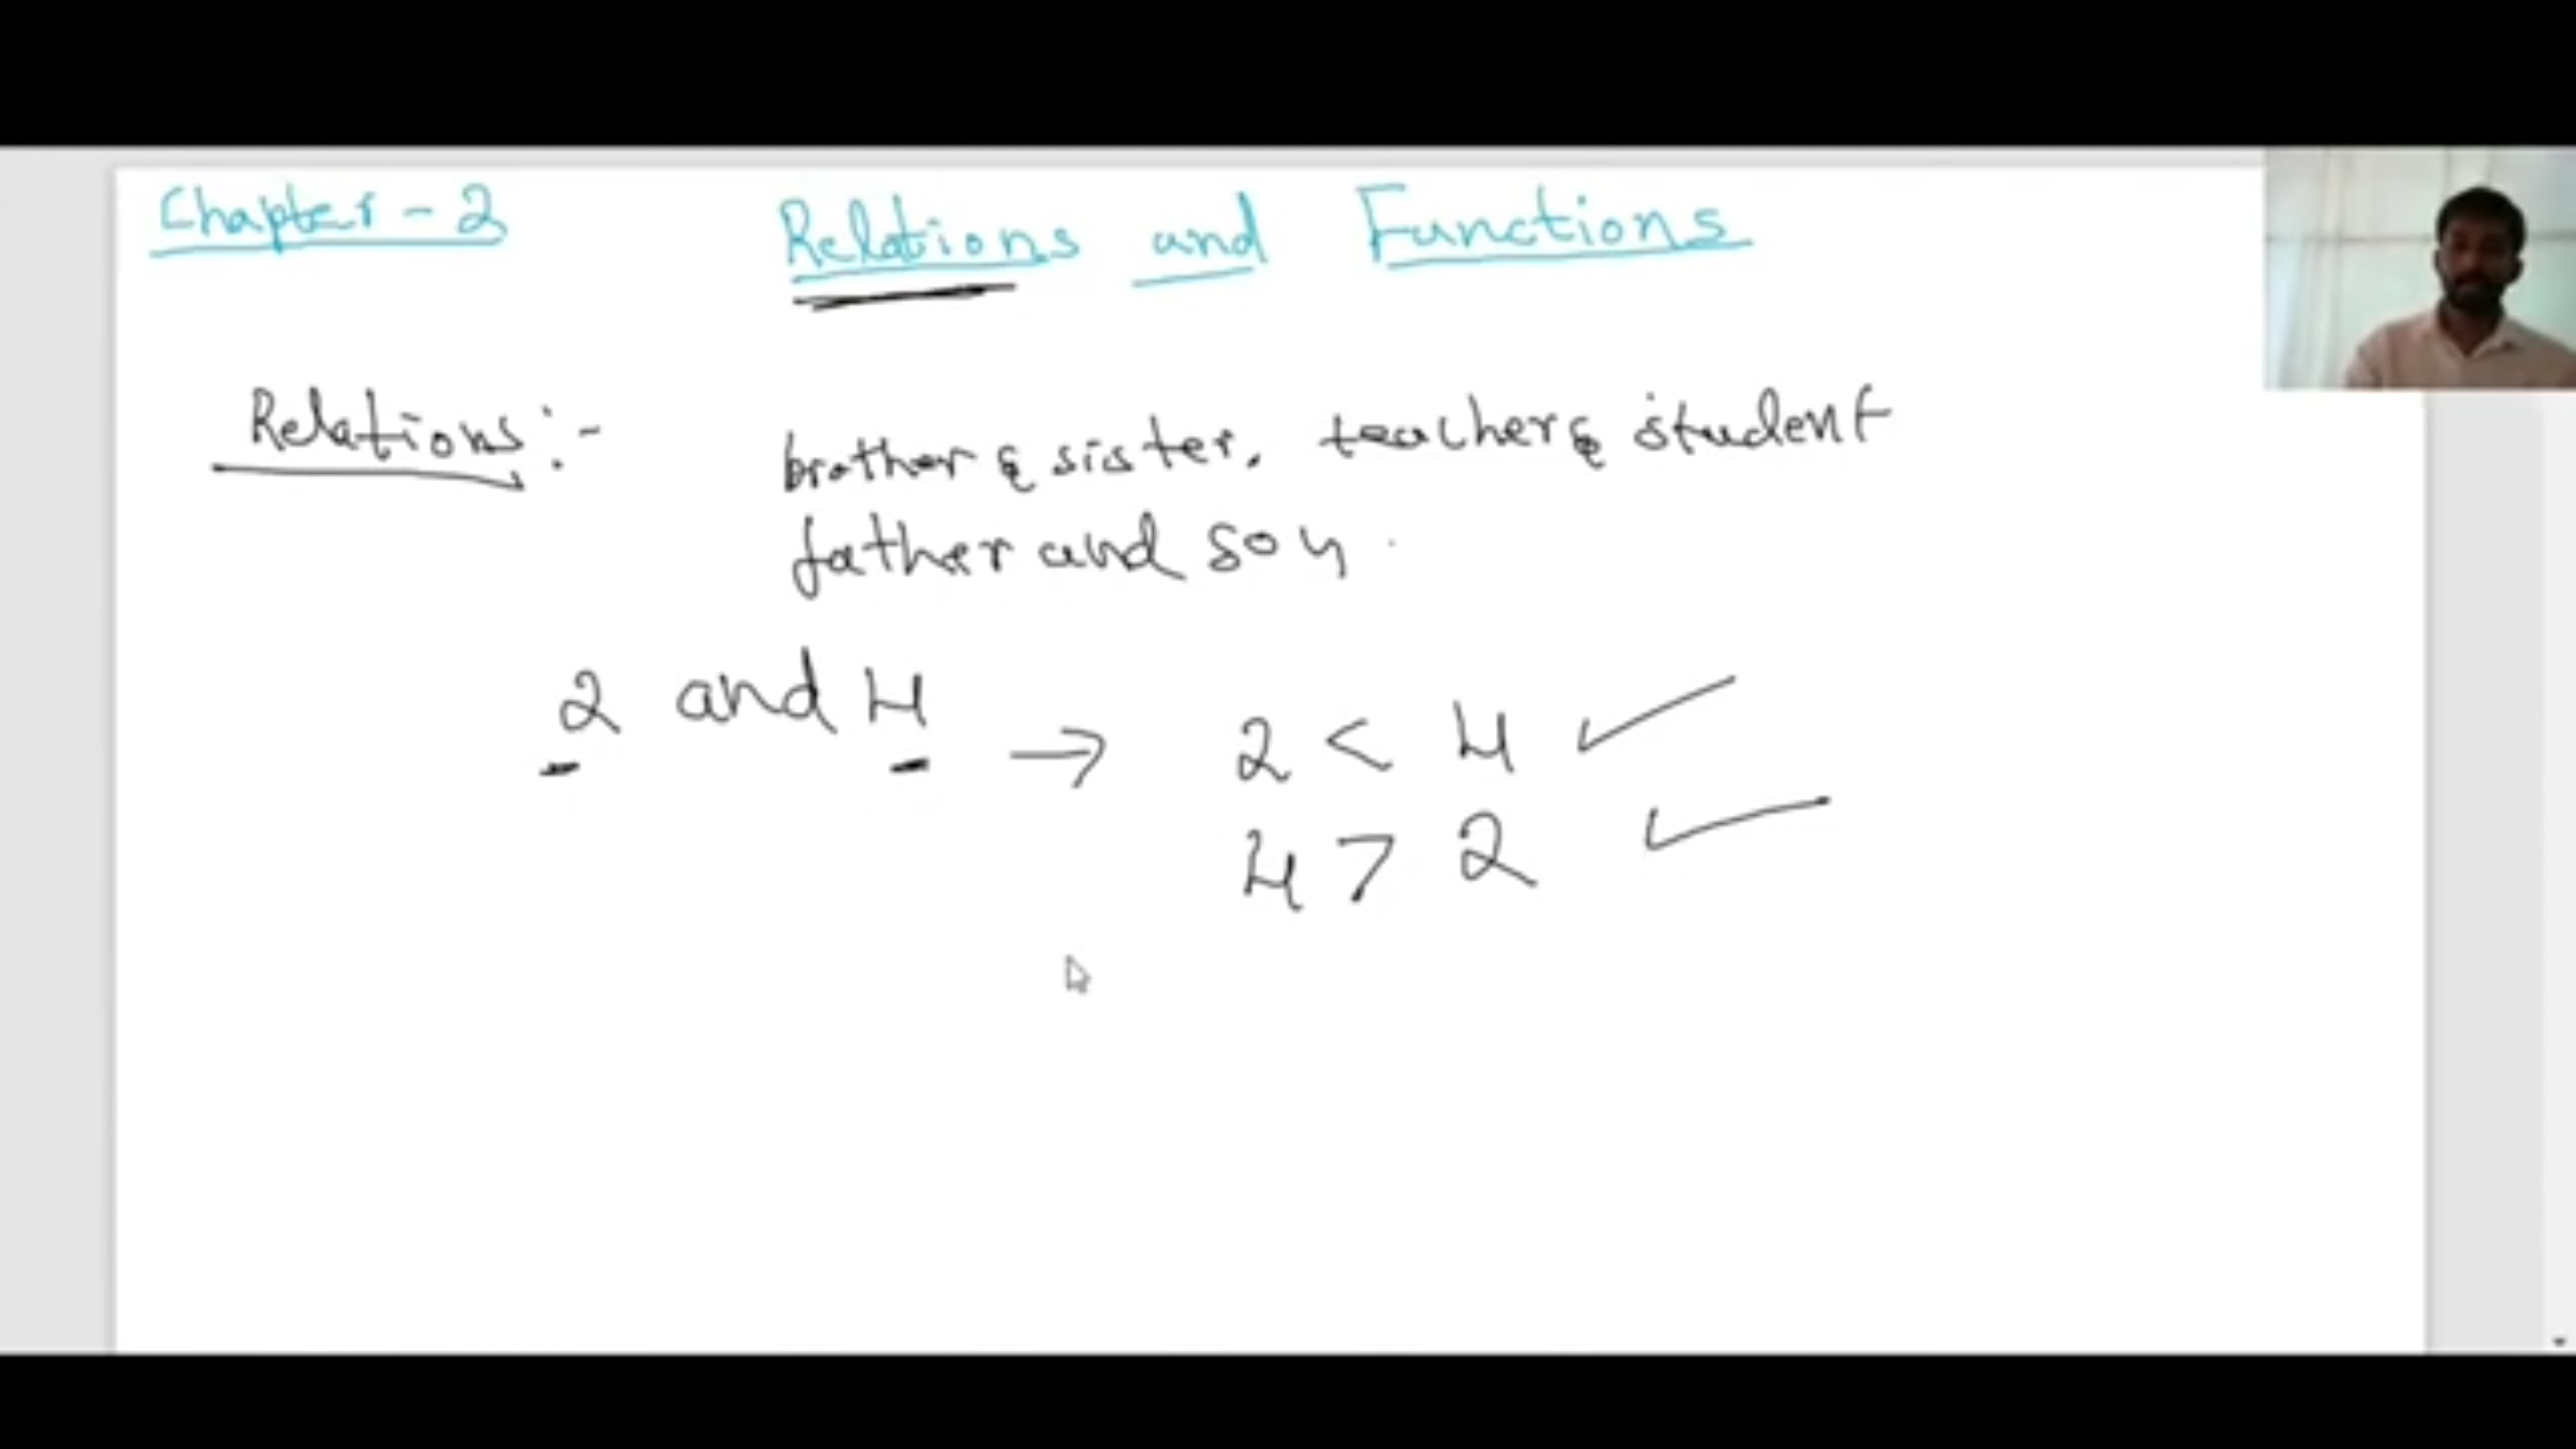 Chapter - 2
Relations and Functions
Relations :-
brother & sister. teacher & student
father and son.
2 and 4 → 2 < 4 ✓
4 > 2 ✓